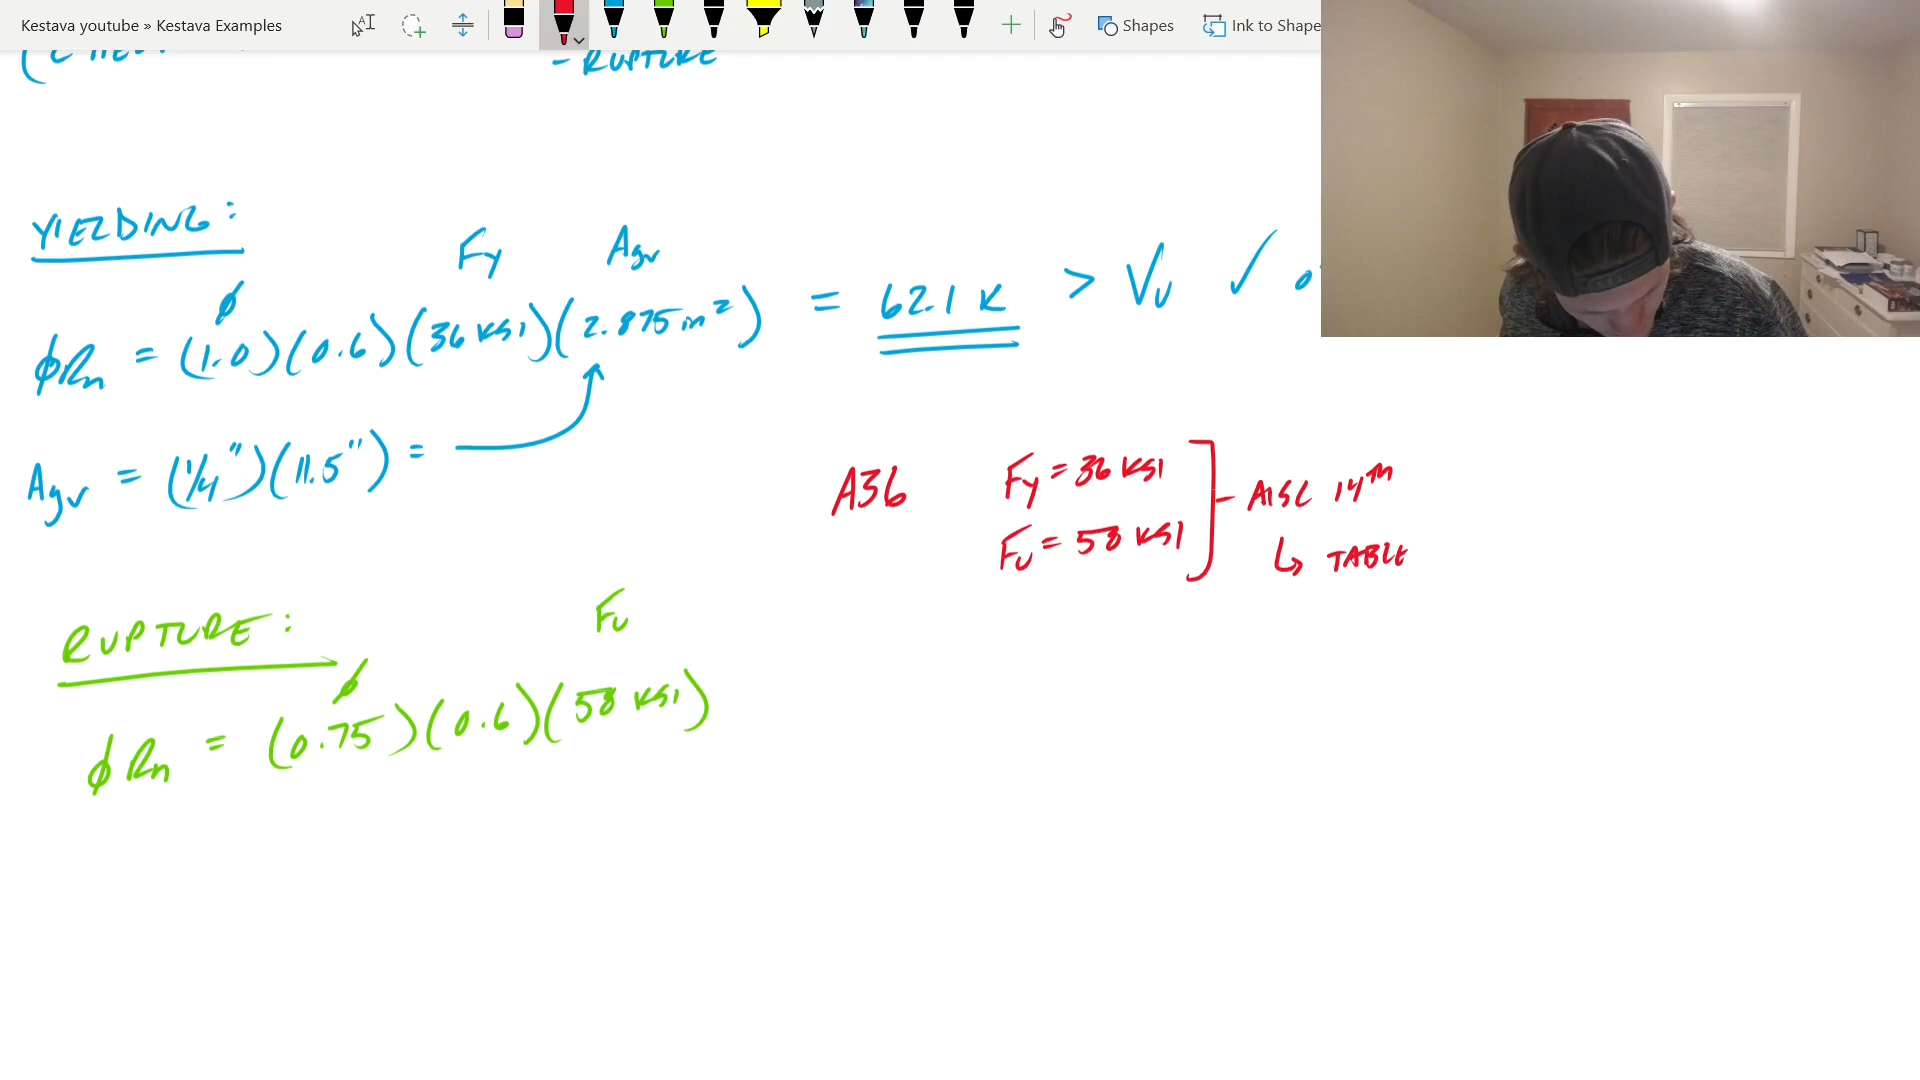 Kestava youtube » Kestava Examples
Shapes
Ink to Shape
- RUPTURE
YIELDING:
Fy Agv
ϕ
ϕRn = (1.0)(0.6)(36 KSI)(2.875 in²) = 62.1 K > Vu ✓
Agv = (1/4")(11.5") =
A36
Fy = 36 KSI
Fu = 58 KSI
- AISC 14TH
↳ TABLE
RUPTURE:
Fu
ϕ
ϕRn = (0.75)(0.6)(58 KSI)